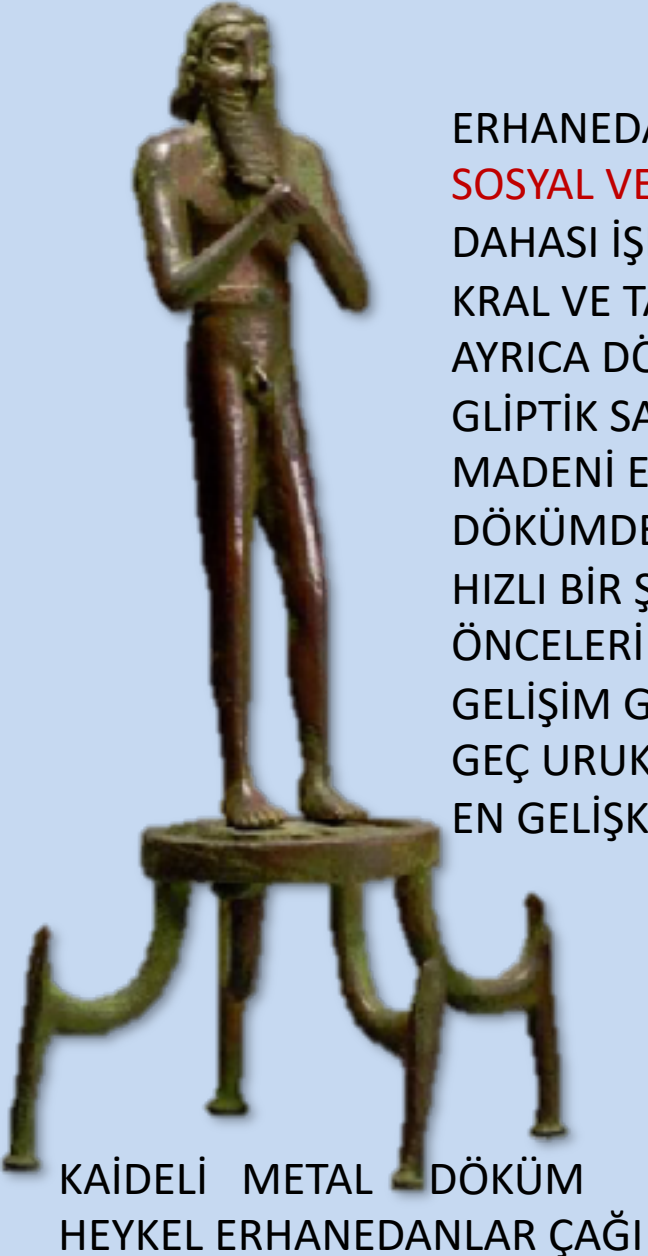 ERHANEDA
SOSYAL VE
DAHASI İŞ
KRAL VE TA
AYRICA DÖ
GLİPTİK SA
MADENİ E
DÖKÜMDE
HIZLI BİR Ş
ÖNCELERİ
GELİŞİM G
GEÇ URUK
EN GELİŞK
KAİDELİ METAL DÖKÜM
HEYKEL ERHANEDANLAR ÇAĞI